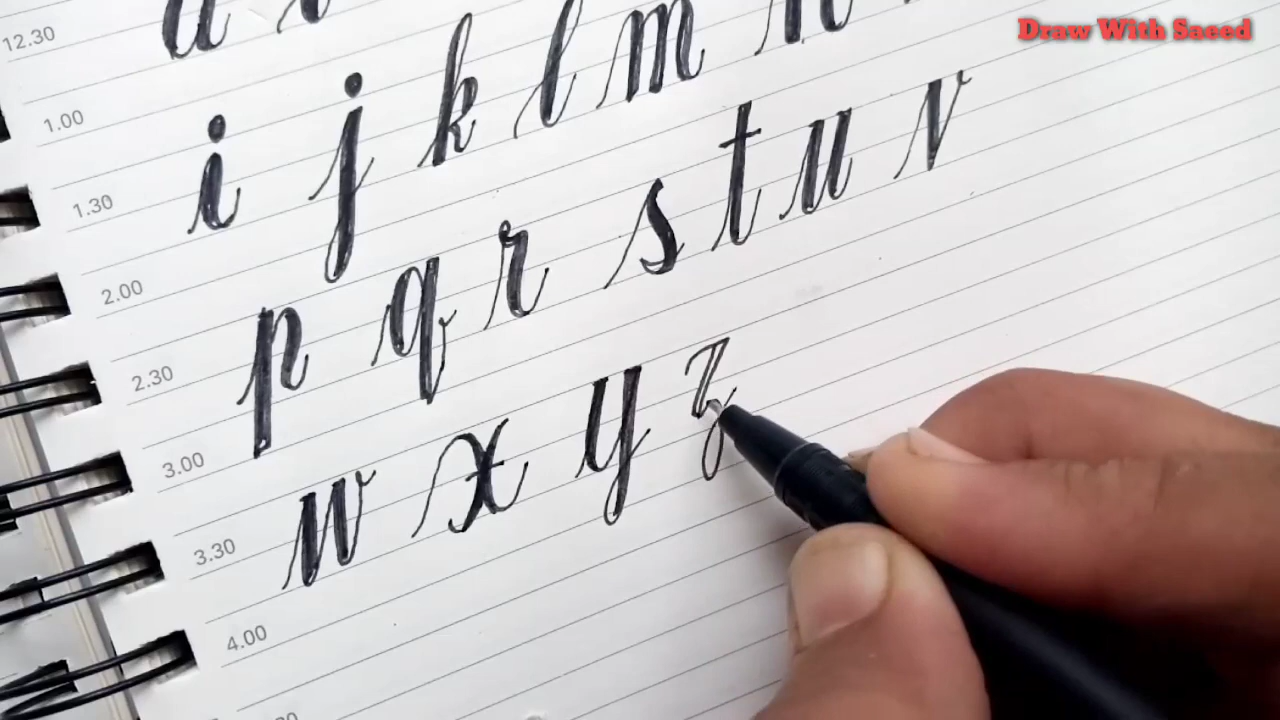 Draw With Saeed
12.30
1.00
i j k l m
1.30
p q r s t u v
2.00
2.30
w x y z
3.00
3.30
4.00